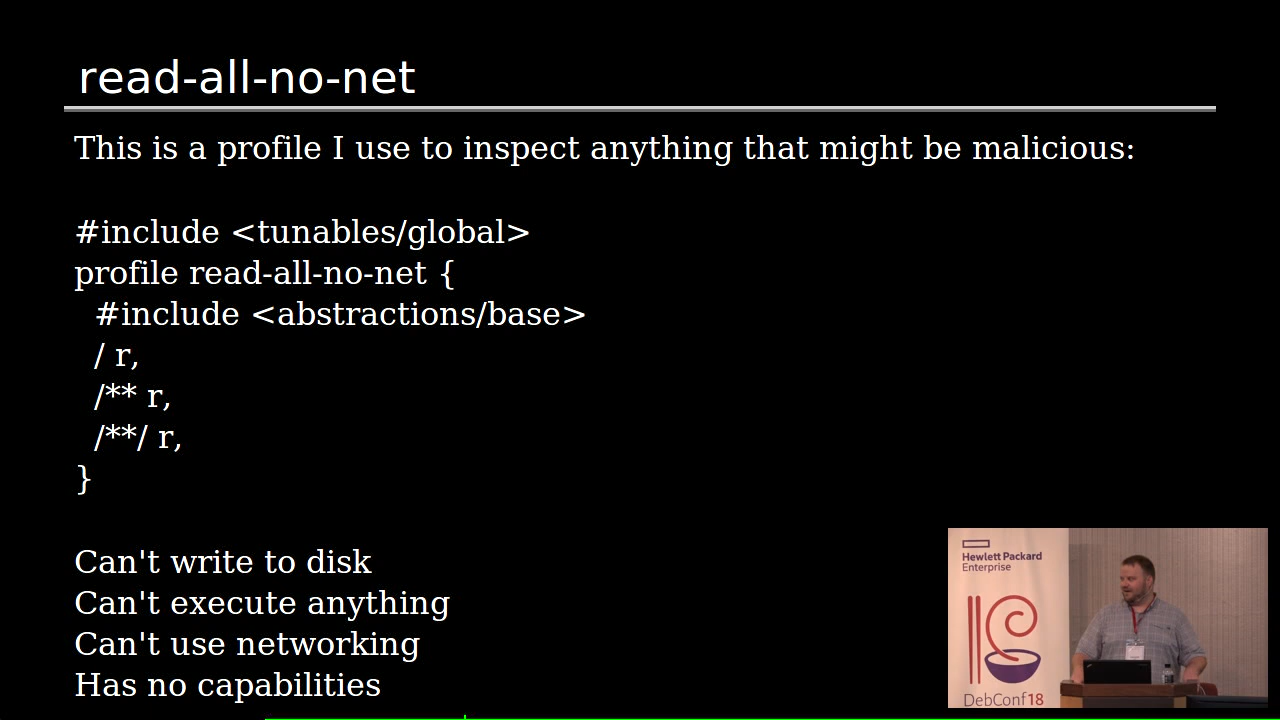 read-all-no-net
This is a profile I use to inspect anything that might be malicious:
#include <tunables/global>
profile read-all-no-net {
#include <abstractions/base>
/ r,
/** r,
/**/ r,
}
Can't write to disk
Can't execute anything
Can't use networking
Has no capabilities
Hewlett Packard
Enterprise
DebConf18